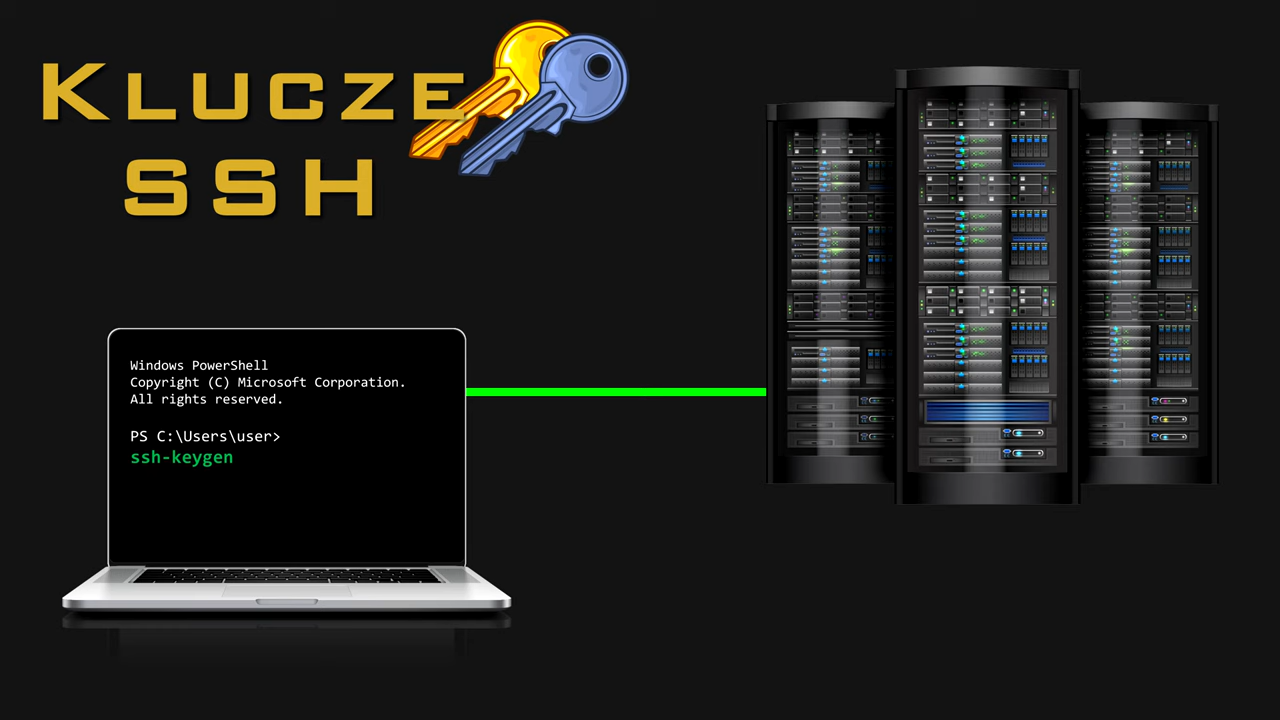 KLUCZE
SSH
Windows PowerShell
Copyright (C) Microsoft Corporation.
All rights reserved.
PS C:\Users\user>
ssh-keygen